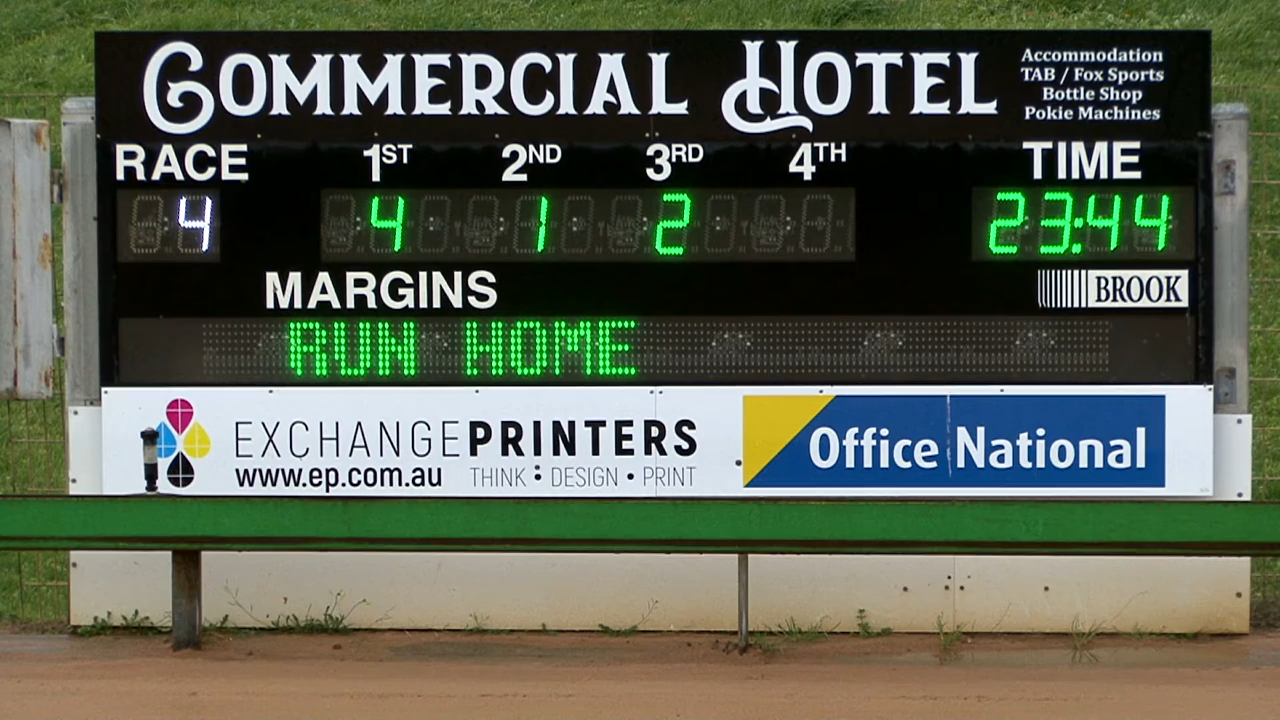 COMMERCIAL HOTEL
Accommodation
TAB / Fox Sports
Bottle Shop
Pokie Machines
RACE 1ST 2ND 3RD 4TH TIME
4 4 1 2 23:44
MARGINS
BROOK
RUN HOME
EXCHANGEPRINTERS
www.ep.com.au THINK : DESIGN • PRINT
Office National